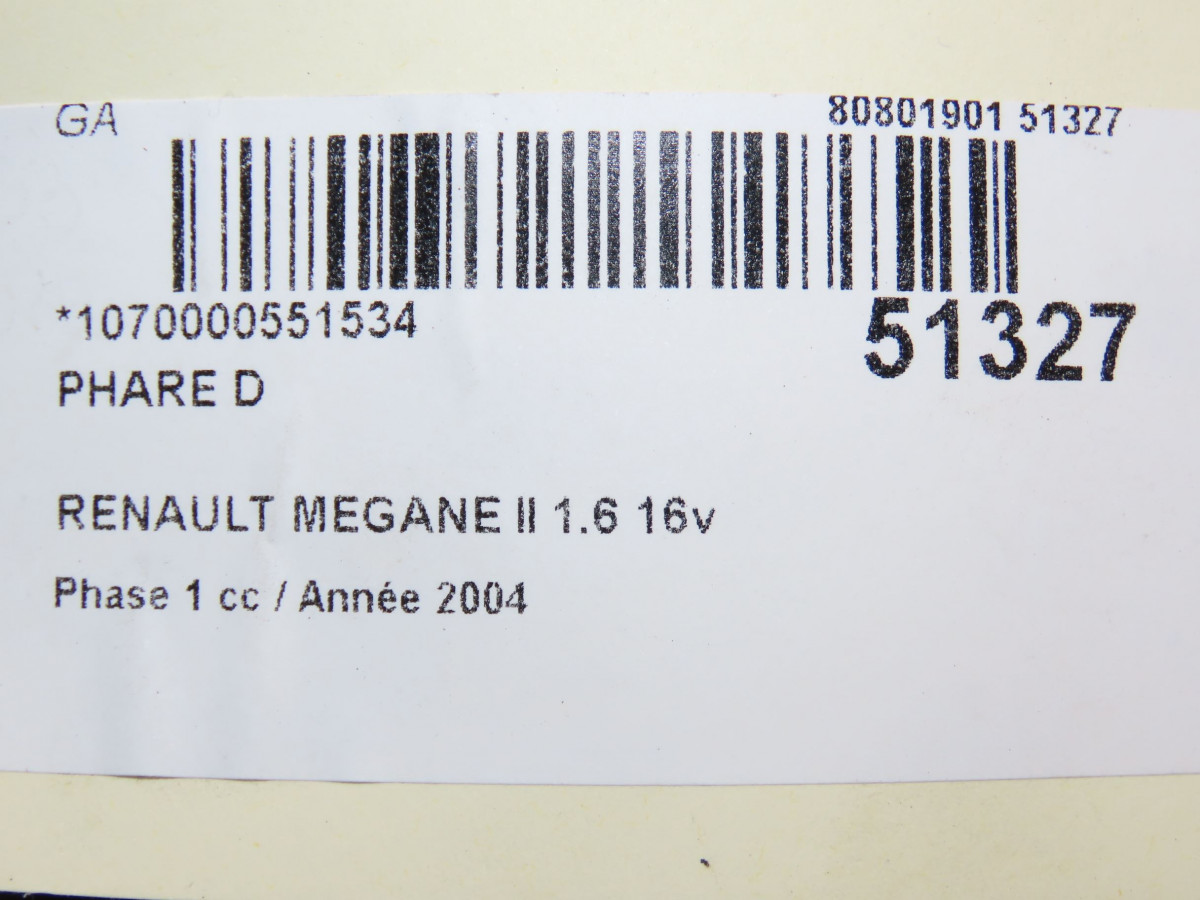 GA 80801901 51327
*1070000551534 51327
PHARE D
RENAULT MEGANE II 1.6 16v
Phase 1 cc / Année 2004